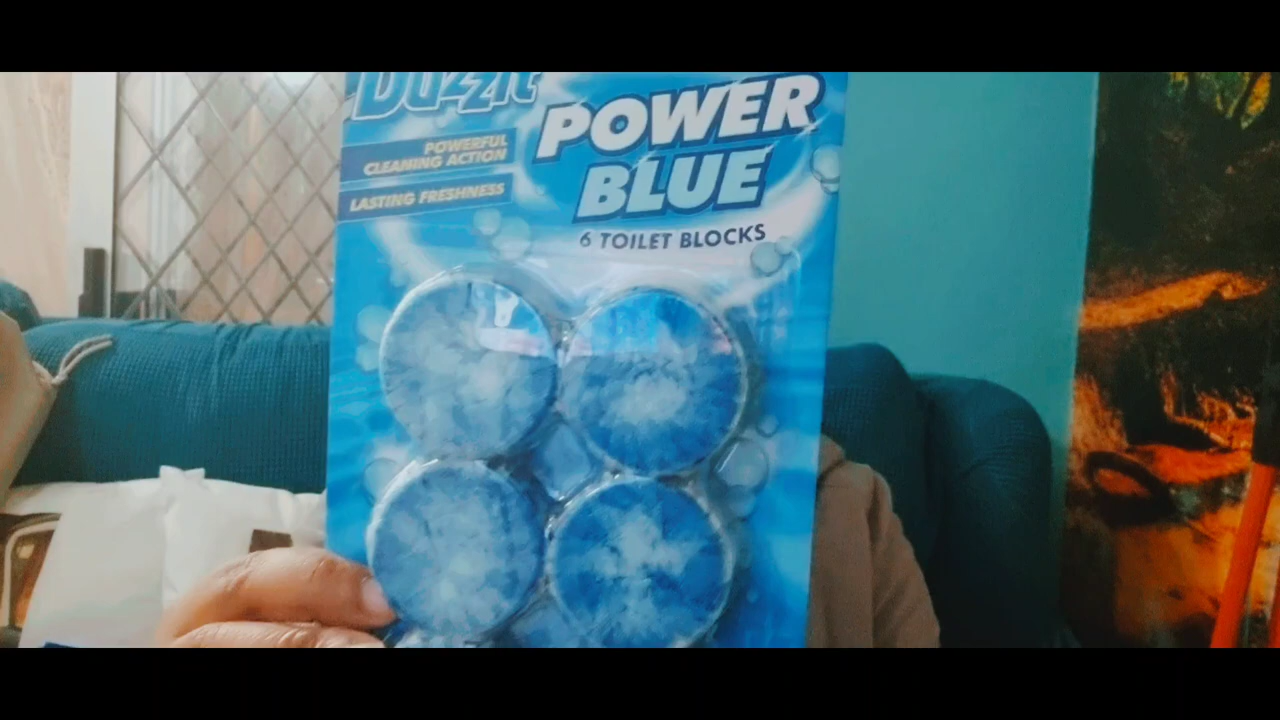 Duzzit
POWERFUL
CLEANING ACTION
LASTING FRESHNESS
POWER
BLUE
6 TOILET BLOCKS